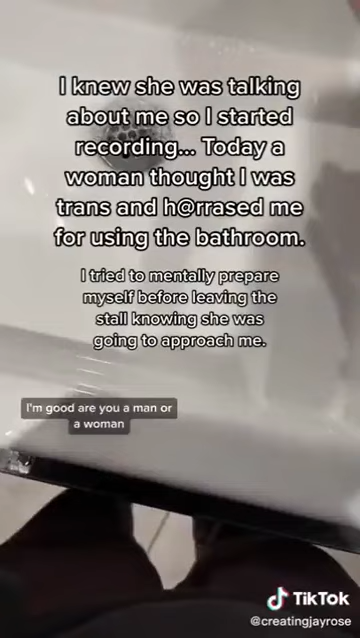 I knew she was talking
about me so I started
recording... Today a
woman thought I was
trans and h@rrased me
for using the bathroom.
I tried to mentally prepare
myself before leaving the
stall knowing she was
going to approach me.
I'm good are you a man or
a woman
TikTok
@creatingjayrose